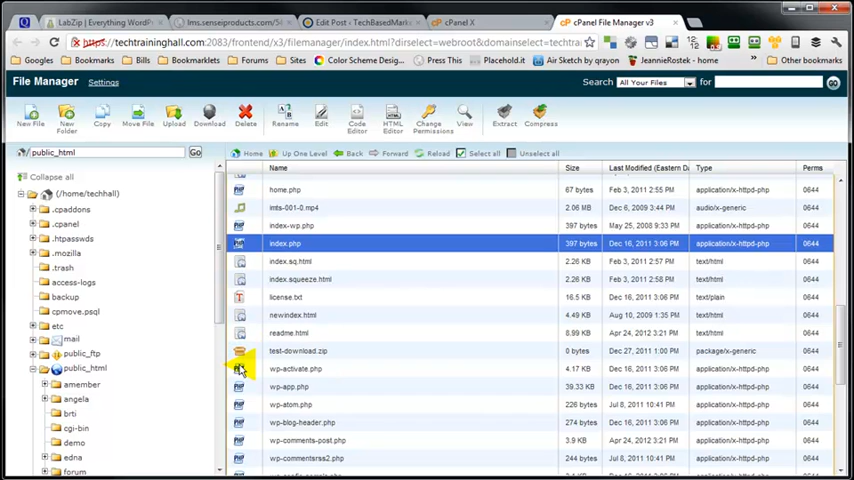 LabZip | Everything WordP
lms.senseiproducts.com/5
Edit Post ‹ TechBasedMark
cPanel X
cPanel File Manager v3
https://techtraininghall.com:2083/frontend/x3/filemanager/index.html?dirselect=webroot&domainselect=techtra
Apps Debt Bills Bookmarklets Forums Sites Color Scheme Design... Press This Placehold.it Air Sketch by qrayon JeannieRostek - home Other bookmarks
File Manager Settings Search All Your Files for GO
New File New Folder Copy Move File Upload Download Delete Rename Edit Code Editor HTML Editor Change Permissions View Extract Compress
public_html Go Home Up One Level Back Forward Reload Select all Unselect all
Collapse all
(/home/techhall)
.cpaddons
.cpanel
.htpasswds
.mozilla
.trash
access-logs
backup
cpmove.psql
etc
mail
public_ftp
public_html
amember
angela
brti
cgi-bin
demo
edna
forum
Name Size Last Modified (Eastern Da Type Perms
home.php 67 bytes Feb 3, 2011 2:55 PM application/x-httpd-php 0644
imts-001-0.mp4 2.06 MB Dec 6, 2009 3:44 PM audio/x-generic 0644
index-wp.php 397 bytes May 25, 2008 9:33 PM application/x-httpd-php 0644
index.php 397 bytes Dec 16, 2011 3:06 PM application/x-httpd-php 0644
index.sq.html 2.26 KB Feb 3, 2011 2:57 PM text/html 0644
index.squeeze.html 2.26 KB Feb 3, 2011 2:58 PM text/html 0644
license.txt 16.5 KB Dec 16, 2011 3:06 PM text/plain 0644
newindex.html 4.49 KB Aug 10, 2009 1:35 PM text/html 0644
readme.html 8.99 KB Apr 24, 2012 3:37 PM text/html 0644
test-download.zip 0 bytes Dec 27, 2011 1:00 PM package/x-generic 0644
wp-activate.php 4.17 KB Dec 16, 2011 3:06 PM application/x-httpd-php 0644
wp-app.php 39.33 KB Dec 16, 2011 3:06 PM application/x-httpd-php 0644
wp-atom.php 226 bytes Jul 8, 2011 10:41 PM application/x-httpd-php 0644
wp-blog-header.php 274 bytes Dec 16, 2011 3:06 PM application/x-httpd-php 0644
wp-comments-post.php 3.9 KB Apr 24, 2012 3:37 PM application/x-httpd-php 0644
wp-commentsrss2.php 244 bytes Jul 8, 2011 10:41 PM application/x-httpd-php 0644